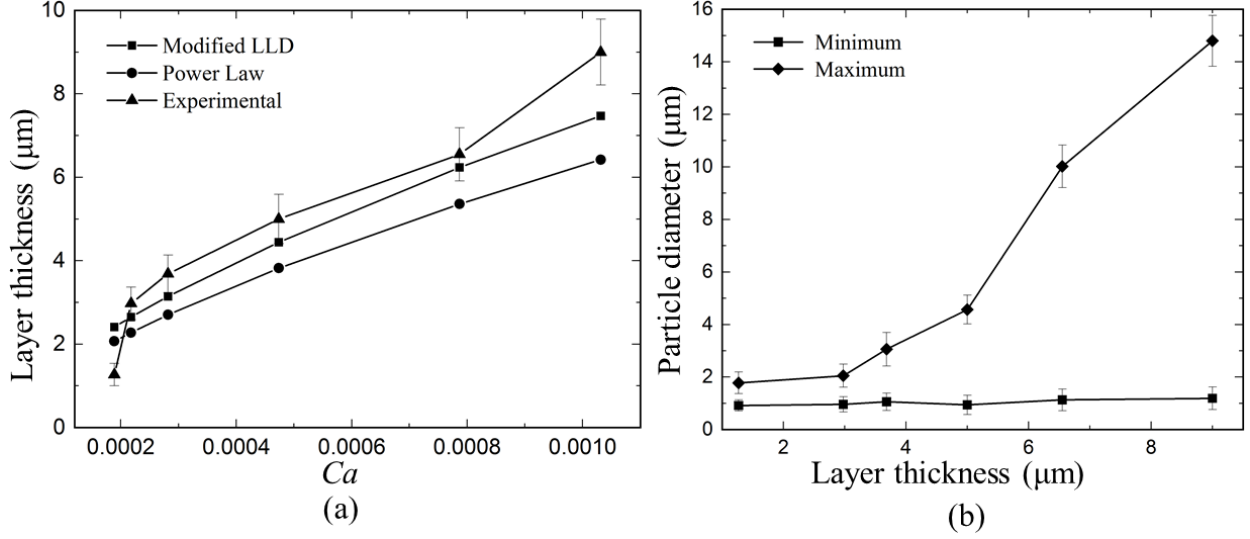 10
8
6
4
2
0
Layer thickness (μm)
Modified LLD
Power Law
Experimental
0.0002
0.0004
0.0006
0.0008
0.0010
Ca
(a)
16
14
12
10
8
6
4
2
0
Particle diameter (μm)
Minimum
Maximum
2
4
6
8
Layer thickness (μm)
(b)